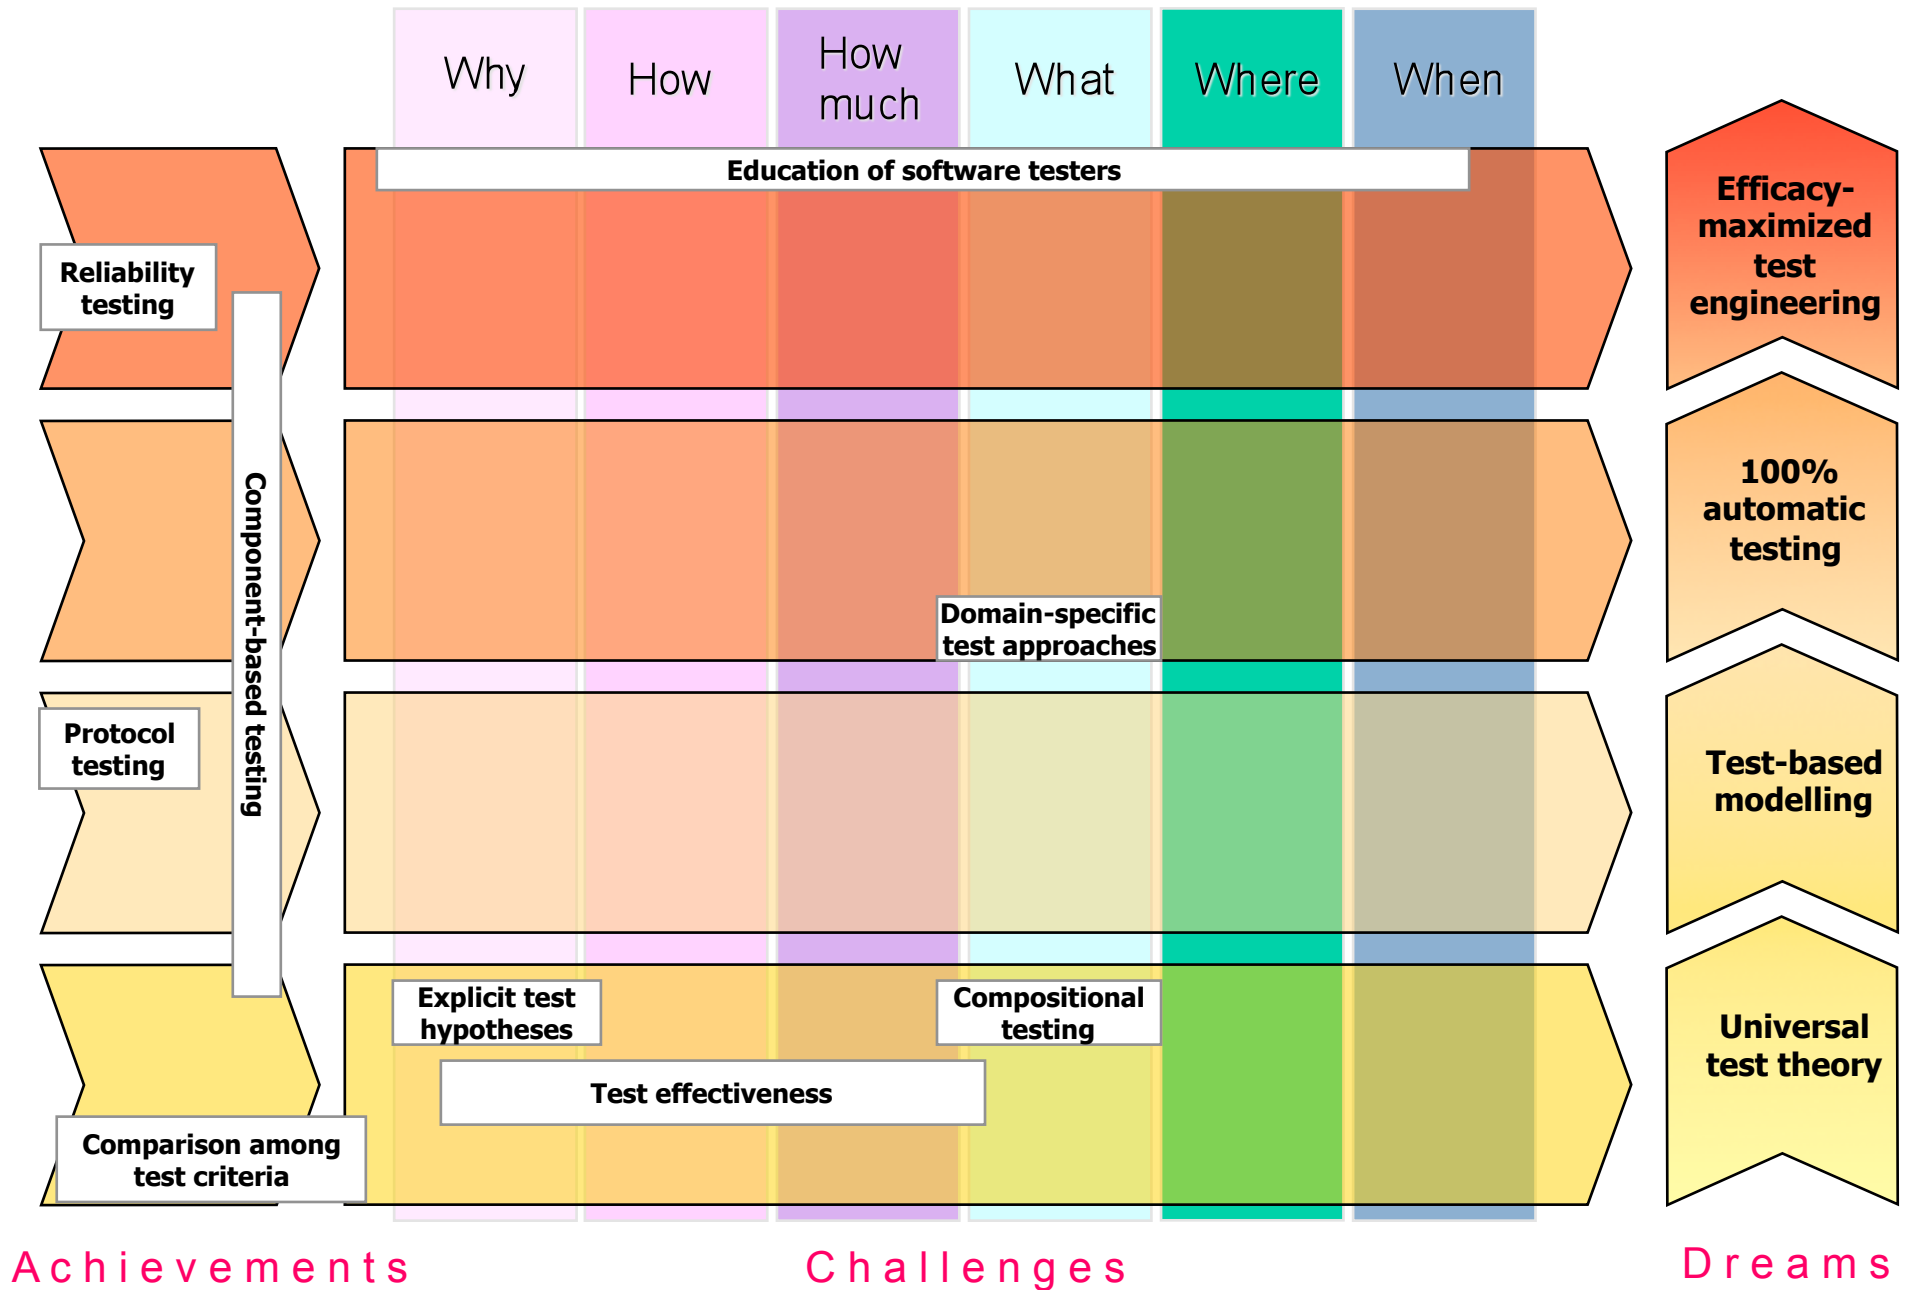 Why
How
How
much
What
Where
When
Education of software testers
Reliability
testing
Efficacy-
maximized
test
engineering
Component-based testing
100%
automatic
testing
Domain-specific
test approaches
Protocol
testing
Test-based
modelling
Explicit test
hypotheses
Compositional
testing
Test effectiveness
Universal
test theory
Comparison among
test criteria
Achievements
Challenges
Dreams